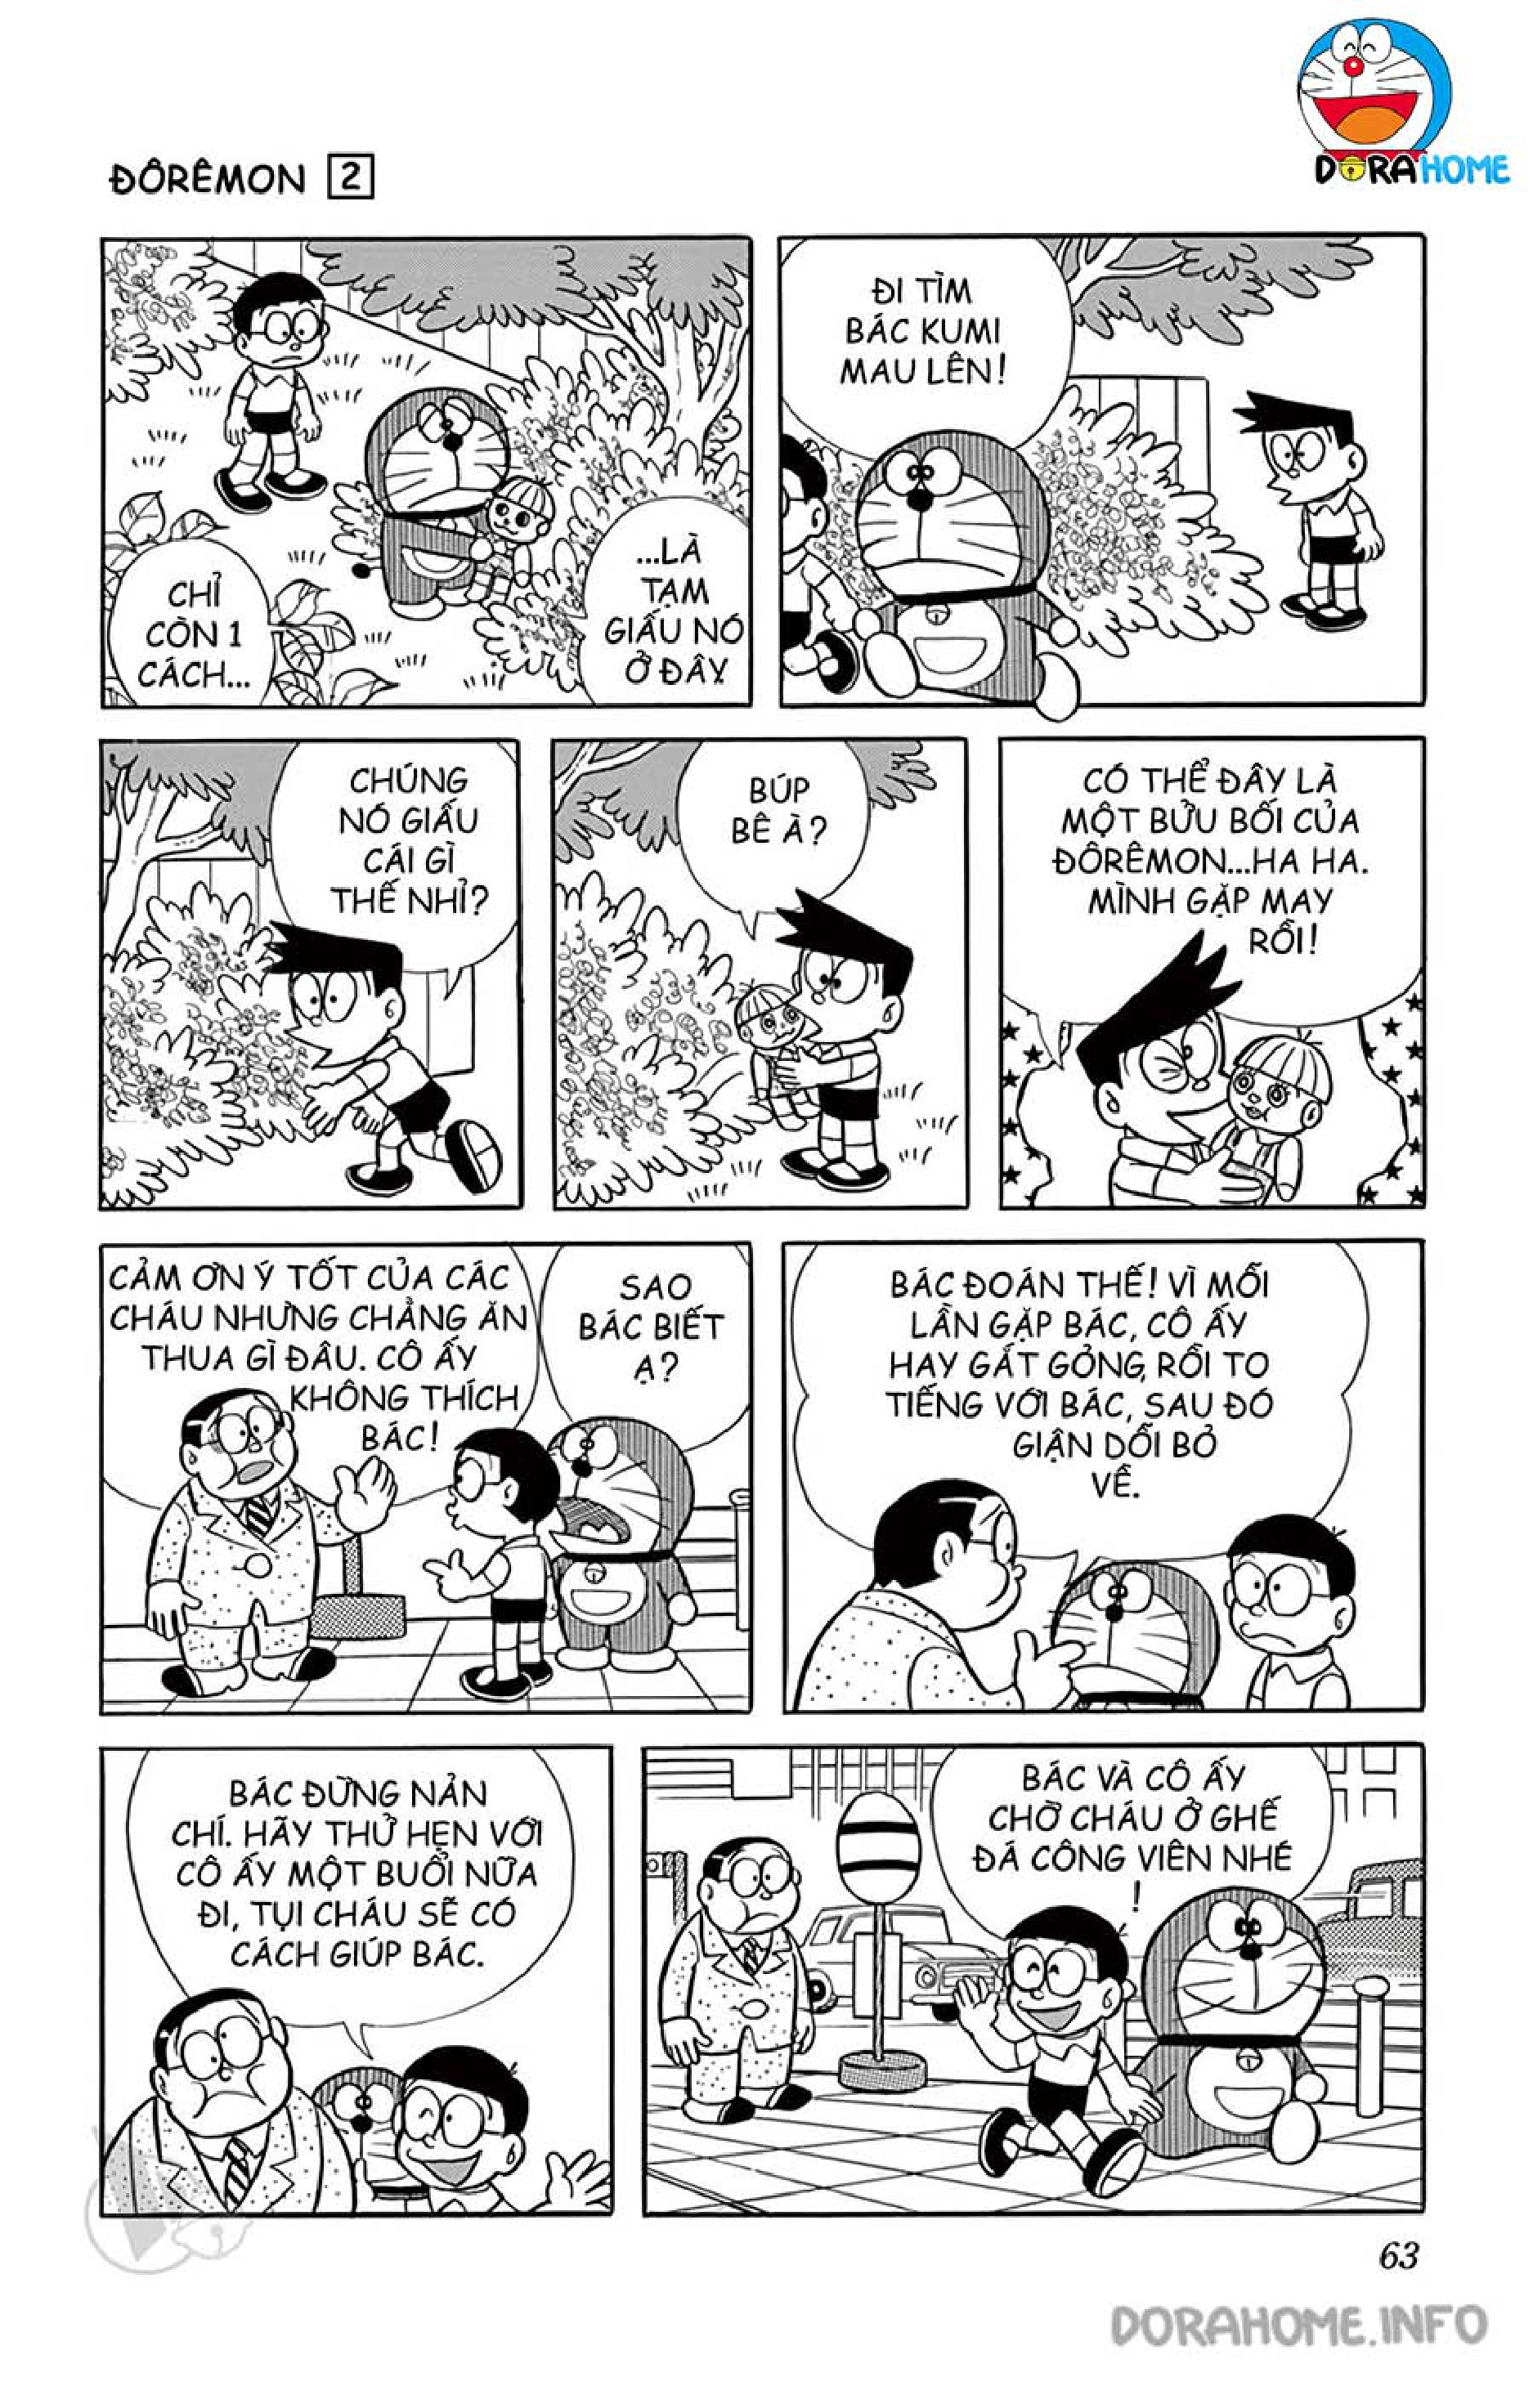 DORAHOME
ĐÔRÊMON 2
CHỈ
CÒN 1
CÁCH...
...LÀ
TẠM
GIẤU NÓ
Ở ĐÂY.
ĐI TÌM
BÁC KUMI
MAU LÊN!
CHÚNG
NÓ GIẤU
CÁI GÌ
THẾ NHỈ?
BÚP
BÊ À?
CÓ THỂ ĐÂY LÀ
MỘT BỬU BỐI CỦA
ĐÔRÊMON...HA HA.
MÌNH GẶP MAY
RỒI!
CẢM ƠN Ý TỐT CỦA CÁC
CHÁU NHƯNG CHẲNG ĂN
THUA GÌ ĐÂU. CÔ ẤY
KHÔNG THÍCH
BÁC!
SAO
BÁC BIẾT
Ạ?
BÁC ĐOÁN THẾ! VÌ MỖI
LẦN GẶP BÁC, CÔ ẤY
HAY GẮT GỎNG, RỒI TO
TIẾNG VỚI BÁC, SAU ĐÓ
GIẬN DỖI BỎ
VỀ.
BÁC ĐỪNG NẢN
CHÍ. HÃY THỬ HẸN VỚI
CÔ ẤY MỘT BUỔI NỮA
ĐI, TỤI CHÁU SẼ CÓ
CÁCH GIÚP BÁC.
BÁC VÀ CÔ ẤY
CHỜ CHÁU Ở GHẾ
ĐÁ CÔNG VIÊN NHÉ
!
63
DORAHOME.INFO